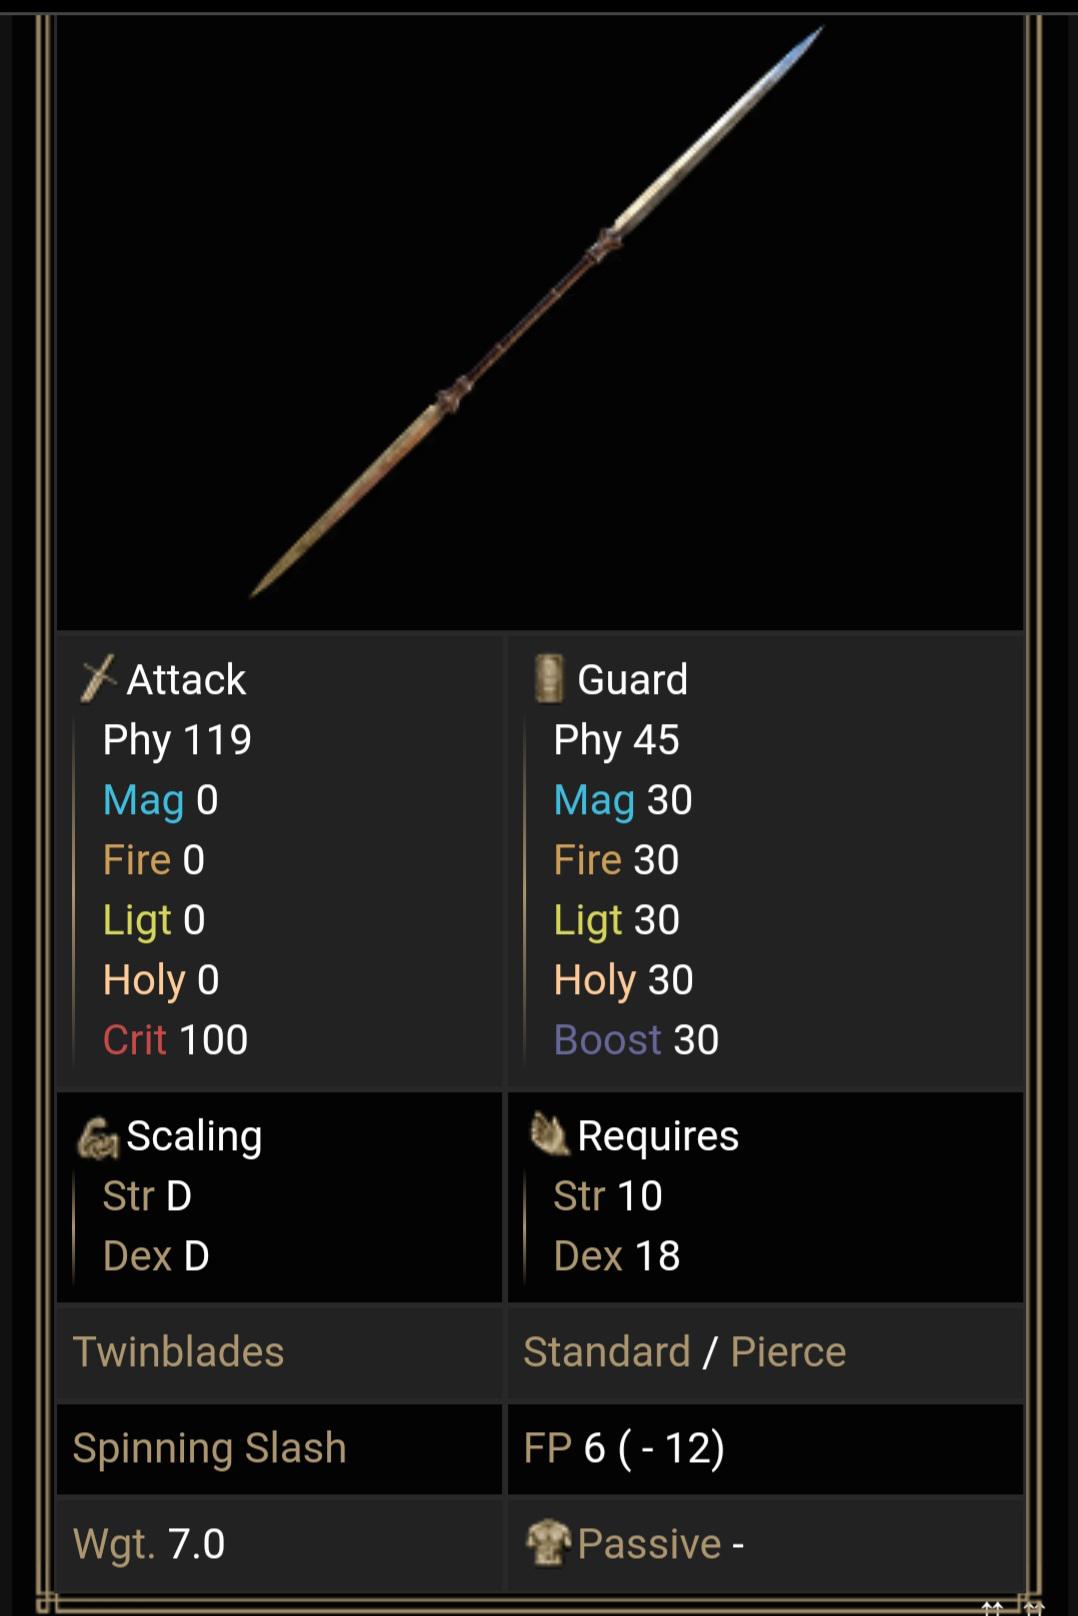 Attack
Phy 119
Mag 0
Fire 0
Ligt 0
Holy 0
Crit 100
Guard
Phy 45
Mag 30
Fire 30
Ligt 30
Holy 30
Boost 30
Scaling
Str D
Dex D
Requires
Str 10
Dex 18
Twinblades
Standard / Pierce
Spinning Slash
FP 6 ( - 12)
Wgt. 7.0
Passive -